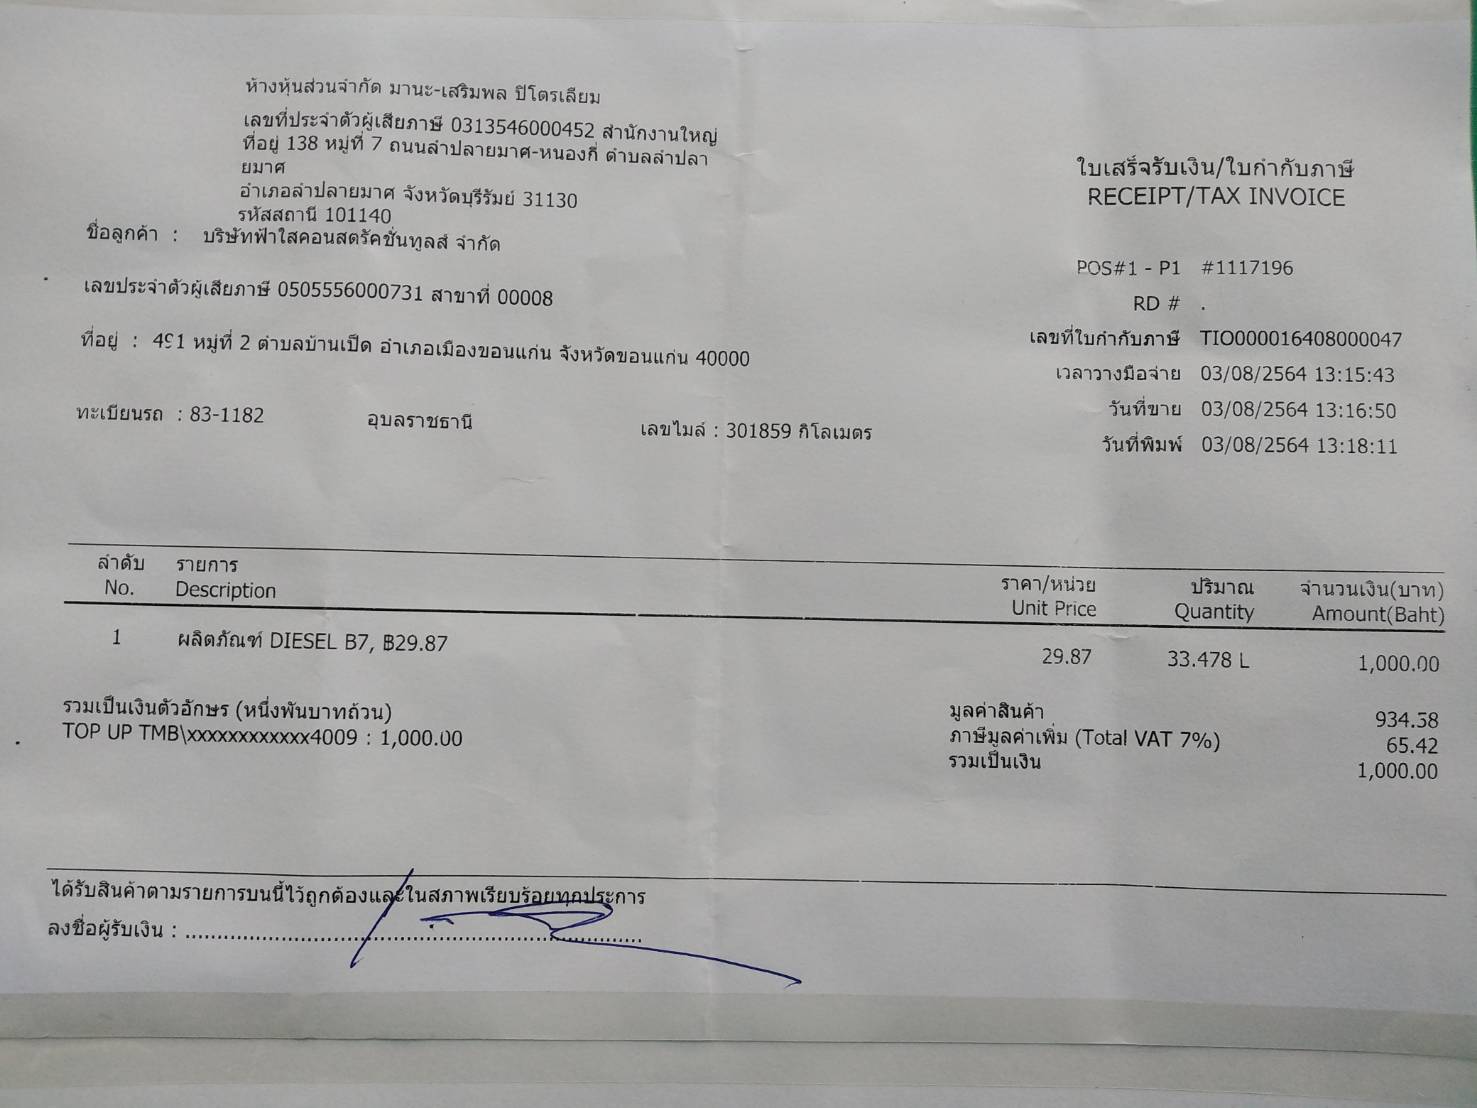 ห้างหุ้นส่วนจำกัด มานะ-เสริมพล ปิโตรเลียม
เลขที่ประจำตัวผู้เสียภาษี 0313546000452 สำนักงานใหญ่
ที่อยู่ 138 หมู่ที่ 7 ถนนลำปลายมาศ-หนองกี่ ตำบลลำปลา
ยมาศ
อำเภอลำปลายมาศ จังหวัดบุรีรัมย์ 31130
รหัสสถานี 101140
ใบเสร็จรับเงิน/ใบกำกับภาษี
RECEIPT/TAX INVOICE
ชื่อลูกค้า : บริษัทฟ้าใสคอนสตรัคชั่นทูลส์ จำกัด
เลขประจำตัวผู้เสียภาษี 0505556000731 สาขาที่ 00008
ที่อยู่ : 491 หมู่ที่ 2 ตำบลบ้านเป็ด อำเภอเมืองขอนแก่น จังหวัดขอนแก่น 40000
ทะเบียนรถ : 83-1182 อุบลราชธานี เลขไมล์ : 301859 กิโลเมตร
POS#1 - P1 #1117196
RD # .
เลขที่ใบกำกับภาษี TIO000016408000047
เวลาวางมือจ่าย 03/08/2564 13:15:43
วันที่ขาย 03/08/2564 13:16:50
วันที่พิมพ์ 03/08/2564 13:18:11
ลำดับ รายการ ราคา/หน่วย ปริมาณ จำนวนเงิน(บาท)
No. Description Unit Price Quantity Amount(Baht)
1 ผลิตภัณฑ์ DIESEL B7, ฿29.87 29.87 33.478 L 1,000.00
รวมเป็นเงินตัวอักษร (หนึ่งพันบาทถ้วน)
TOP UP TMB\xxxxxxxxxxxx4009 : 1,000.00
มูลค่าสินค้า 934.58
ภาษีมูลค่าเพิ่ม (Total VAT 7%) 65.42
รวมเป็นเงิน 1,000.00
ได้รับสินค้าตามรายการบนนี้ไว้ถูกต้องและในสภาพเรียบร้อยทุกประการ
ลงชื่อผู้รับเงิน : ........................................................................